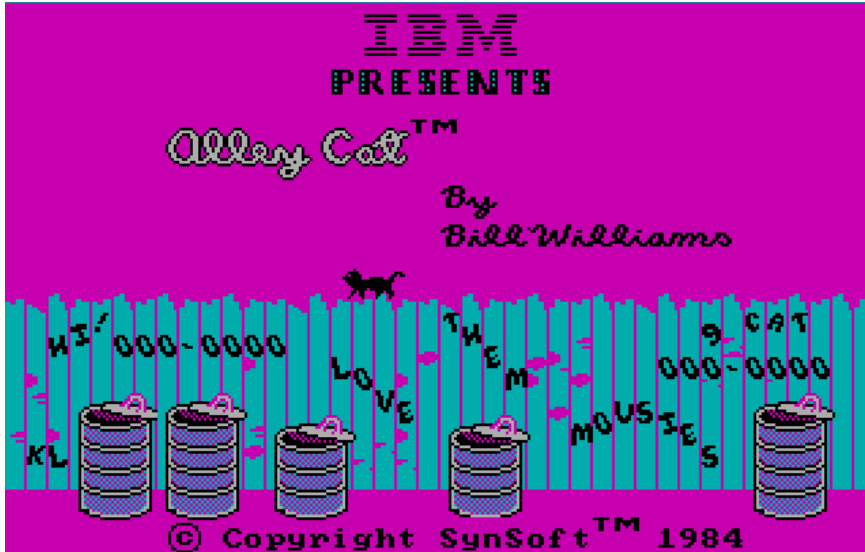 IBM
PRESENTS
Alley Cat™
By
Bill Williams
HI! 000-0000
LOVE THEM MOUSIES
9 CAT
000-0000
KL
© Copyright SynSoft™ 1984